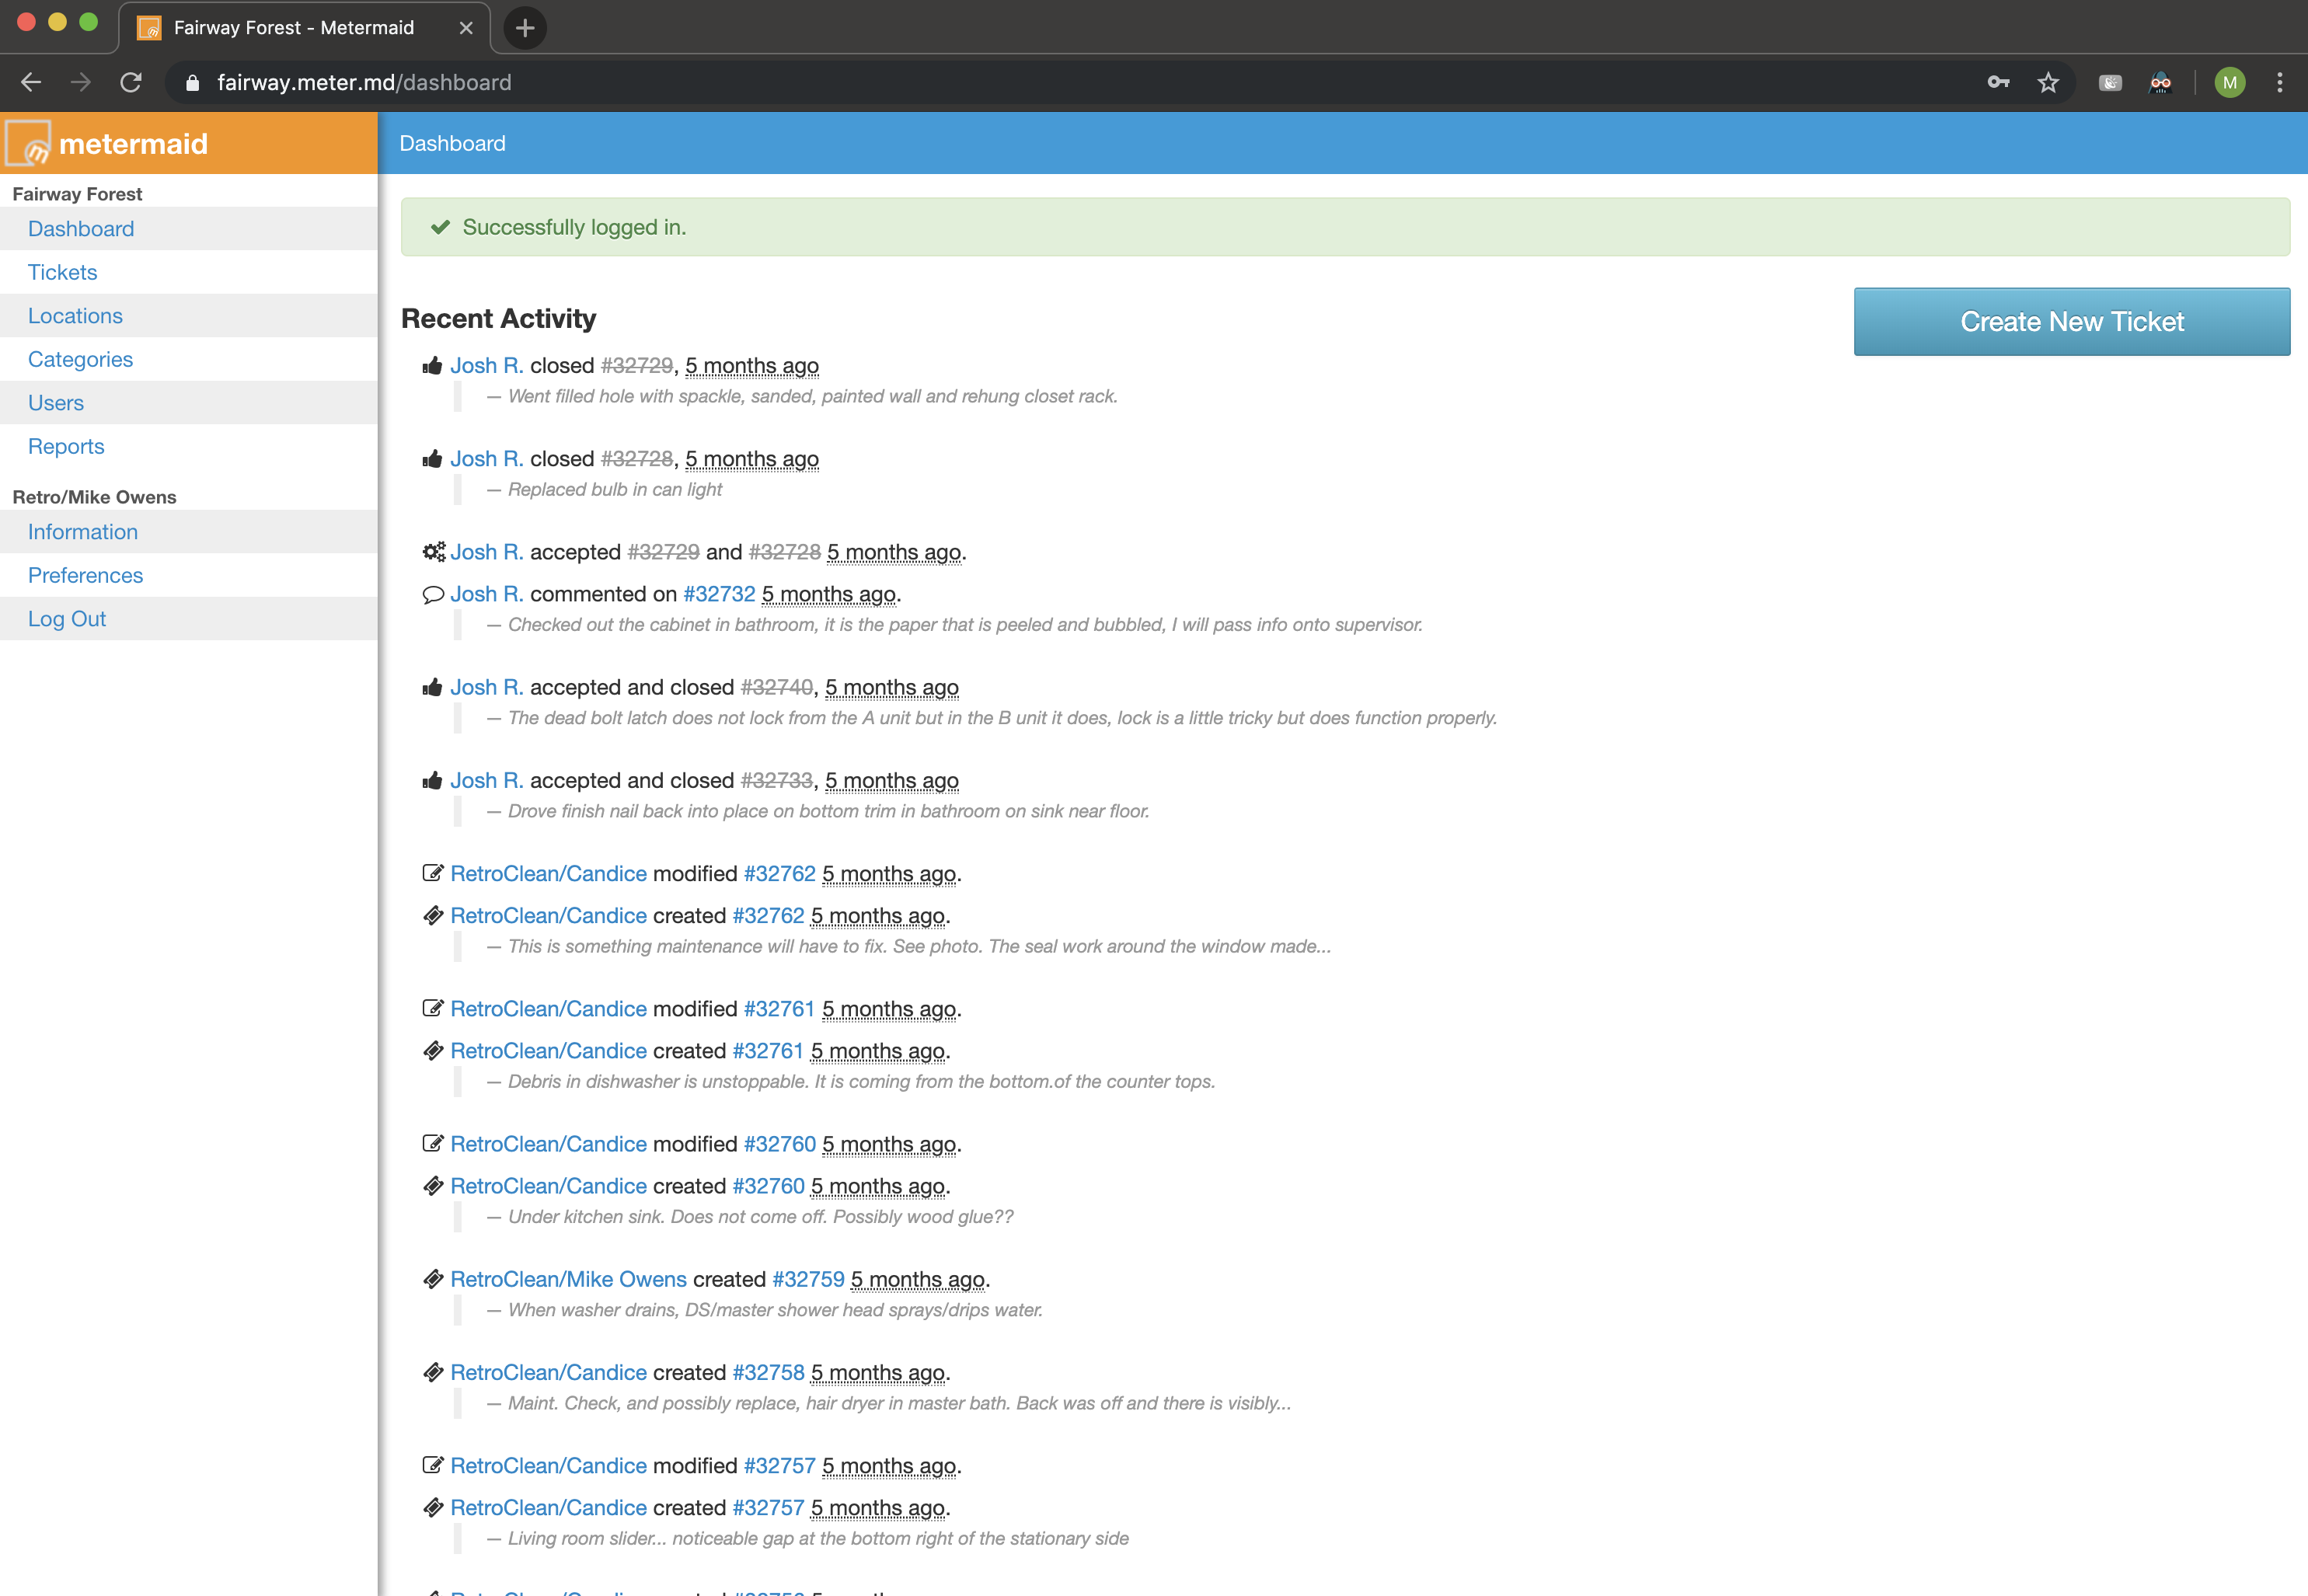 Fairway Forest - Metermaid
fairway.meter.md/dashboard
M
metermaid
Dashboard
Fairway Forest
Dashboard
Tickets
Locations
Categories
Users
Reports
Retro/Mike Owens
Information
Preferences
Log Out
Successfully logged in.
Create New Ticket
Recent Activity
Josh R. closed #32729, 5 months ago
— Went filled hole with spackle, sanded, painted wall and rehung closet rack.
Josh R. closed #32728, 5 months ago
— Replaced bulb in can light
Josh R. accepted #32729 and #32728 5 months ago.
Josh R. commented on #32732 5 months ago.
— Checked out the cabinet in bathroom, it is the paper that is peeled and bubbled, I will pass info onto supervisor.
Josh R. accepted and closed #32740, 5 months ago
— The dead bolt latch does not lock from the A unit but in the B unit it does, lock is a little tricky but does function properly.
Josh R. accepted and closed #32733, 5 months ago
— Drove finish nail back into place on bottom trim in bathroom on sink near floor.
RetroClean/Candice modified #32762 5 months ago.
RetroClean/Candice created #32762 5 months ago.
— This is something maintenance will have to fix. See photo. The seal work around the window made...
RetroClean/Candice modified #32761 5 months ago.
RetroClean/Candice created #32761 5 months ago.
— Debris in dishwasher is unstoppable. It is coming from the bottom.of the counter tops.
RetroClean/Candice modified #32760 5 months ago.
RetroClean/Candice created #32760 5 months ago.
— Under kitchen sink. Does not come off. Possibly wood glue??
RetroClean/Mike Owens created #32759 5 months ago.
— When washer drains, DS/master shower head sprays/drips water.
RetroClean/Candice created #32758 5 months ago.
— Maint. Check, and possibly replace, hair dryer in master bath. Back was off and there is visibly...
RetroClean/Candice modified #32757 5 months ago.
RetroClean/Candice created #32757 5 months ago.
— Living room slider... noticeable gap at the bottom right of the stationary side